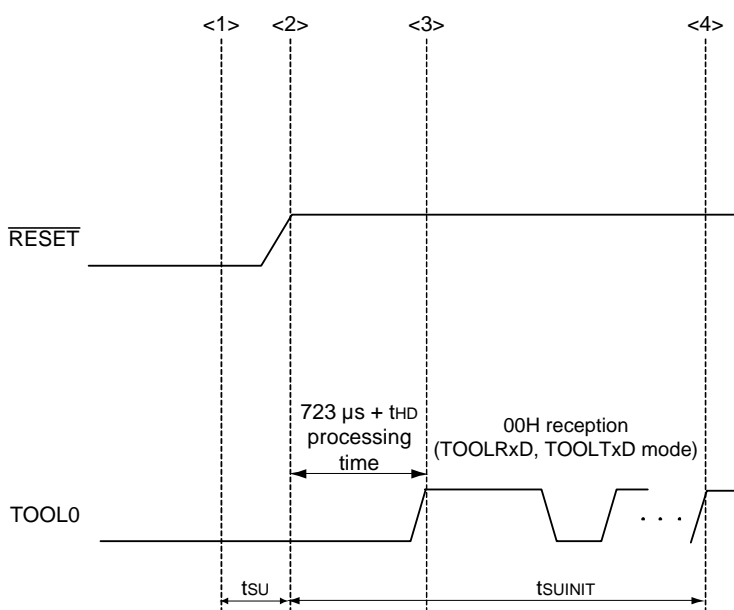 <1> <2> <3> <4>
RESET
723 µs + tHD
processing
time
00H reception
(TOOLRxD, TOOLTxD mode)
TOOL0
. . .
tSU tSUINIT